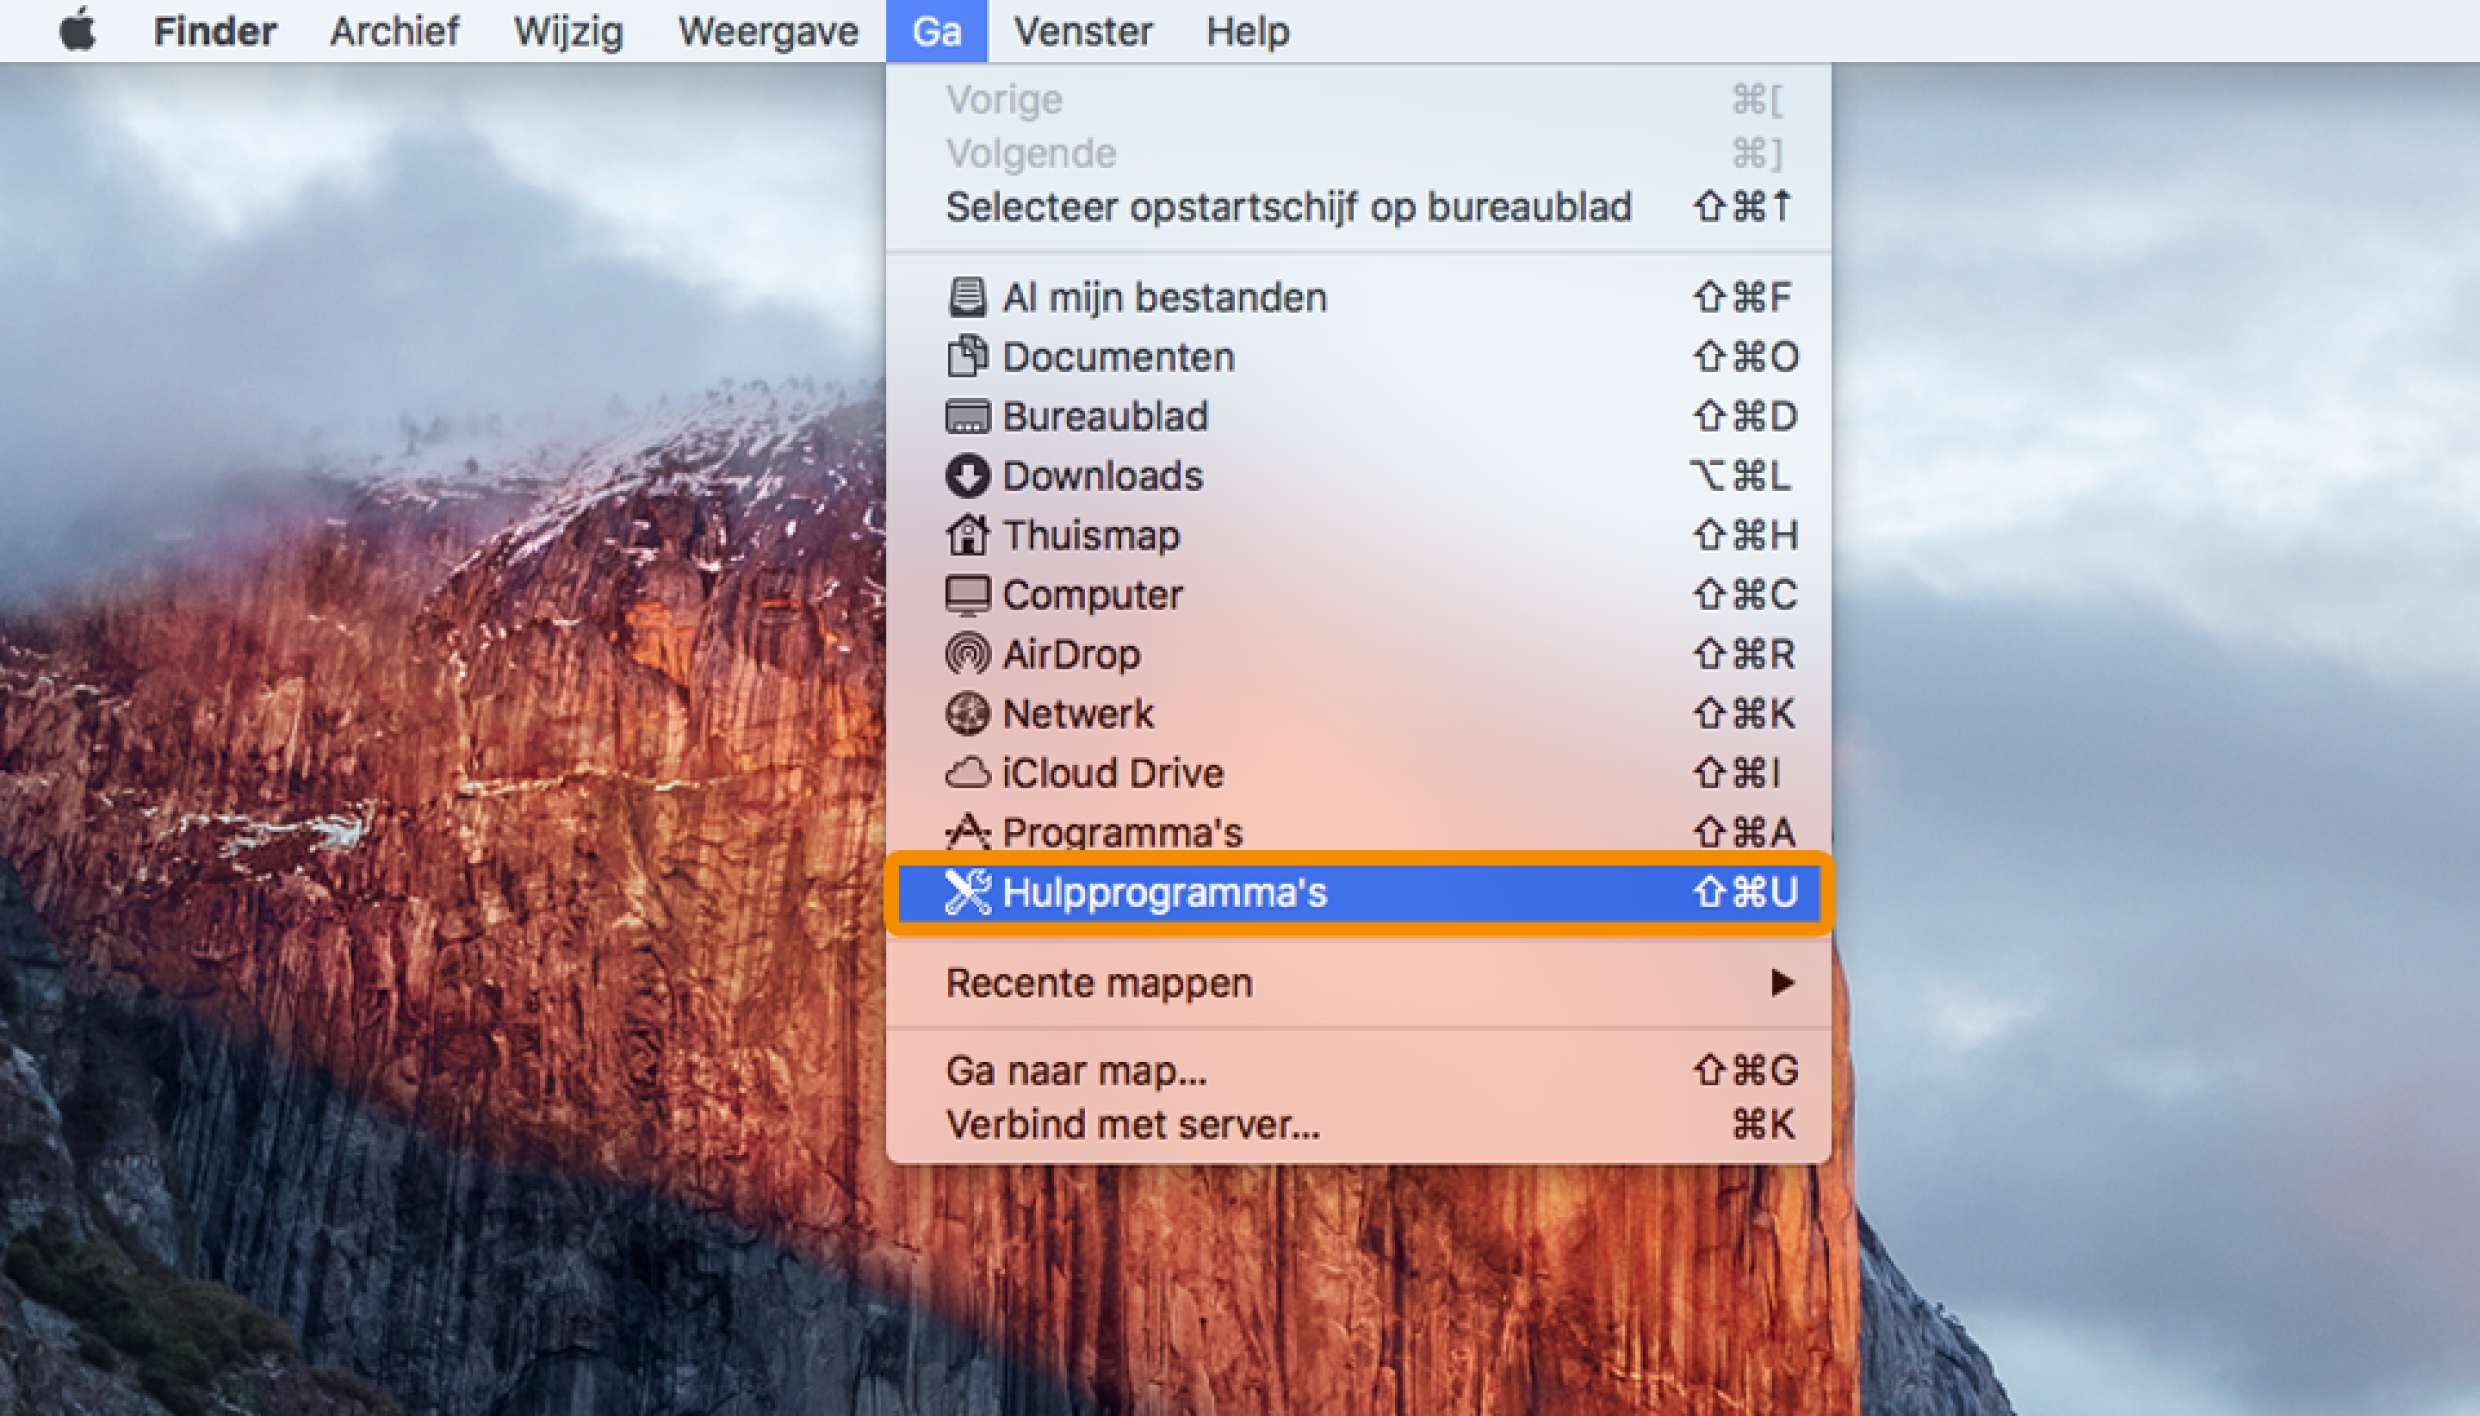 Finder Archief Wijzig Weergave Ga Venster Help
Vorige ⌘[
Volgende ⌘]
Selecteer opstartschijf op bureaublad ⇧⌘↑
Al mijn bestanden ⇧⌘F
Documenten ⇧⌘O
Bureaublad ⇧⌘D
Downloads ⌥⌘L
Thuismap ⇧⌘H
Computer ⇧⌘C
AirDrop ⇧⌘R
Netwerk ⇧⌘K
iCloud Drive ⇧⌘I
Programma's ⇧⌘A
Hulpprogramma's ⇧⌘U
Recente mappen ▶
Ga naar map... ⇧⌘G
Verbind met server... ⌘K